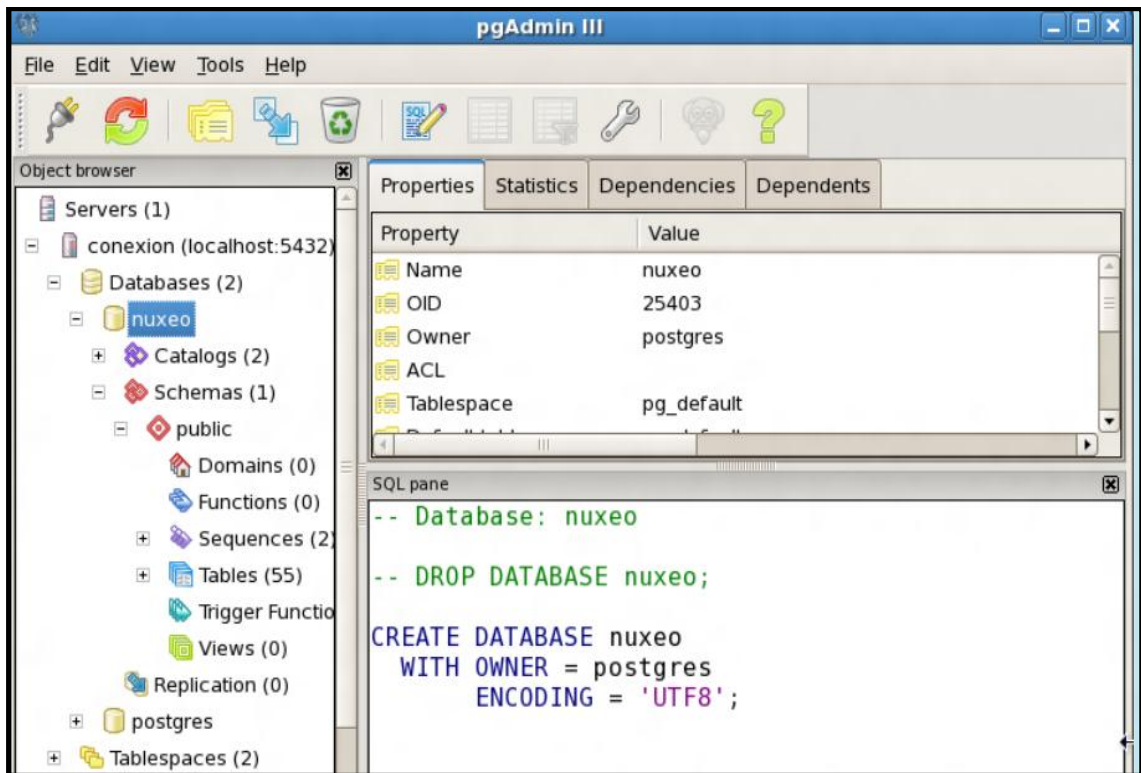 pgAdmin III
File Edit View Tools Help
SQL
Object browser
Servers (1)
conexion (localhost:5432)
Databases (2)
nuxeo
Catalogs (2)
Schemas (1)
public
Domains (0)
Functions (0)
Sequences (2)
Tables (55)
Trigger Functio
Views (0)
Replication (0)
postgres
Tablespaces (2)
Properties Statistics Dependencies Dependents
Property Value
Name nuxeo
OID 25403
Owner postgres
ACL
Tablespace pg_default
SQL pane
-- Database: nuxeo
-- DROP DATABASE nuxeo;
CREATE DATABASE nuxeo
WITH OWNER = postgres
ENCODING = 'UTF8';